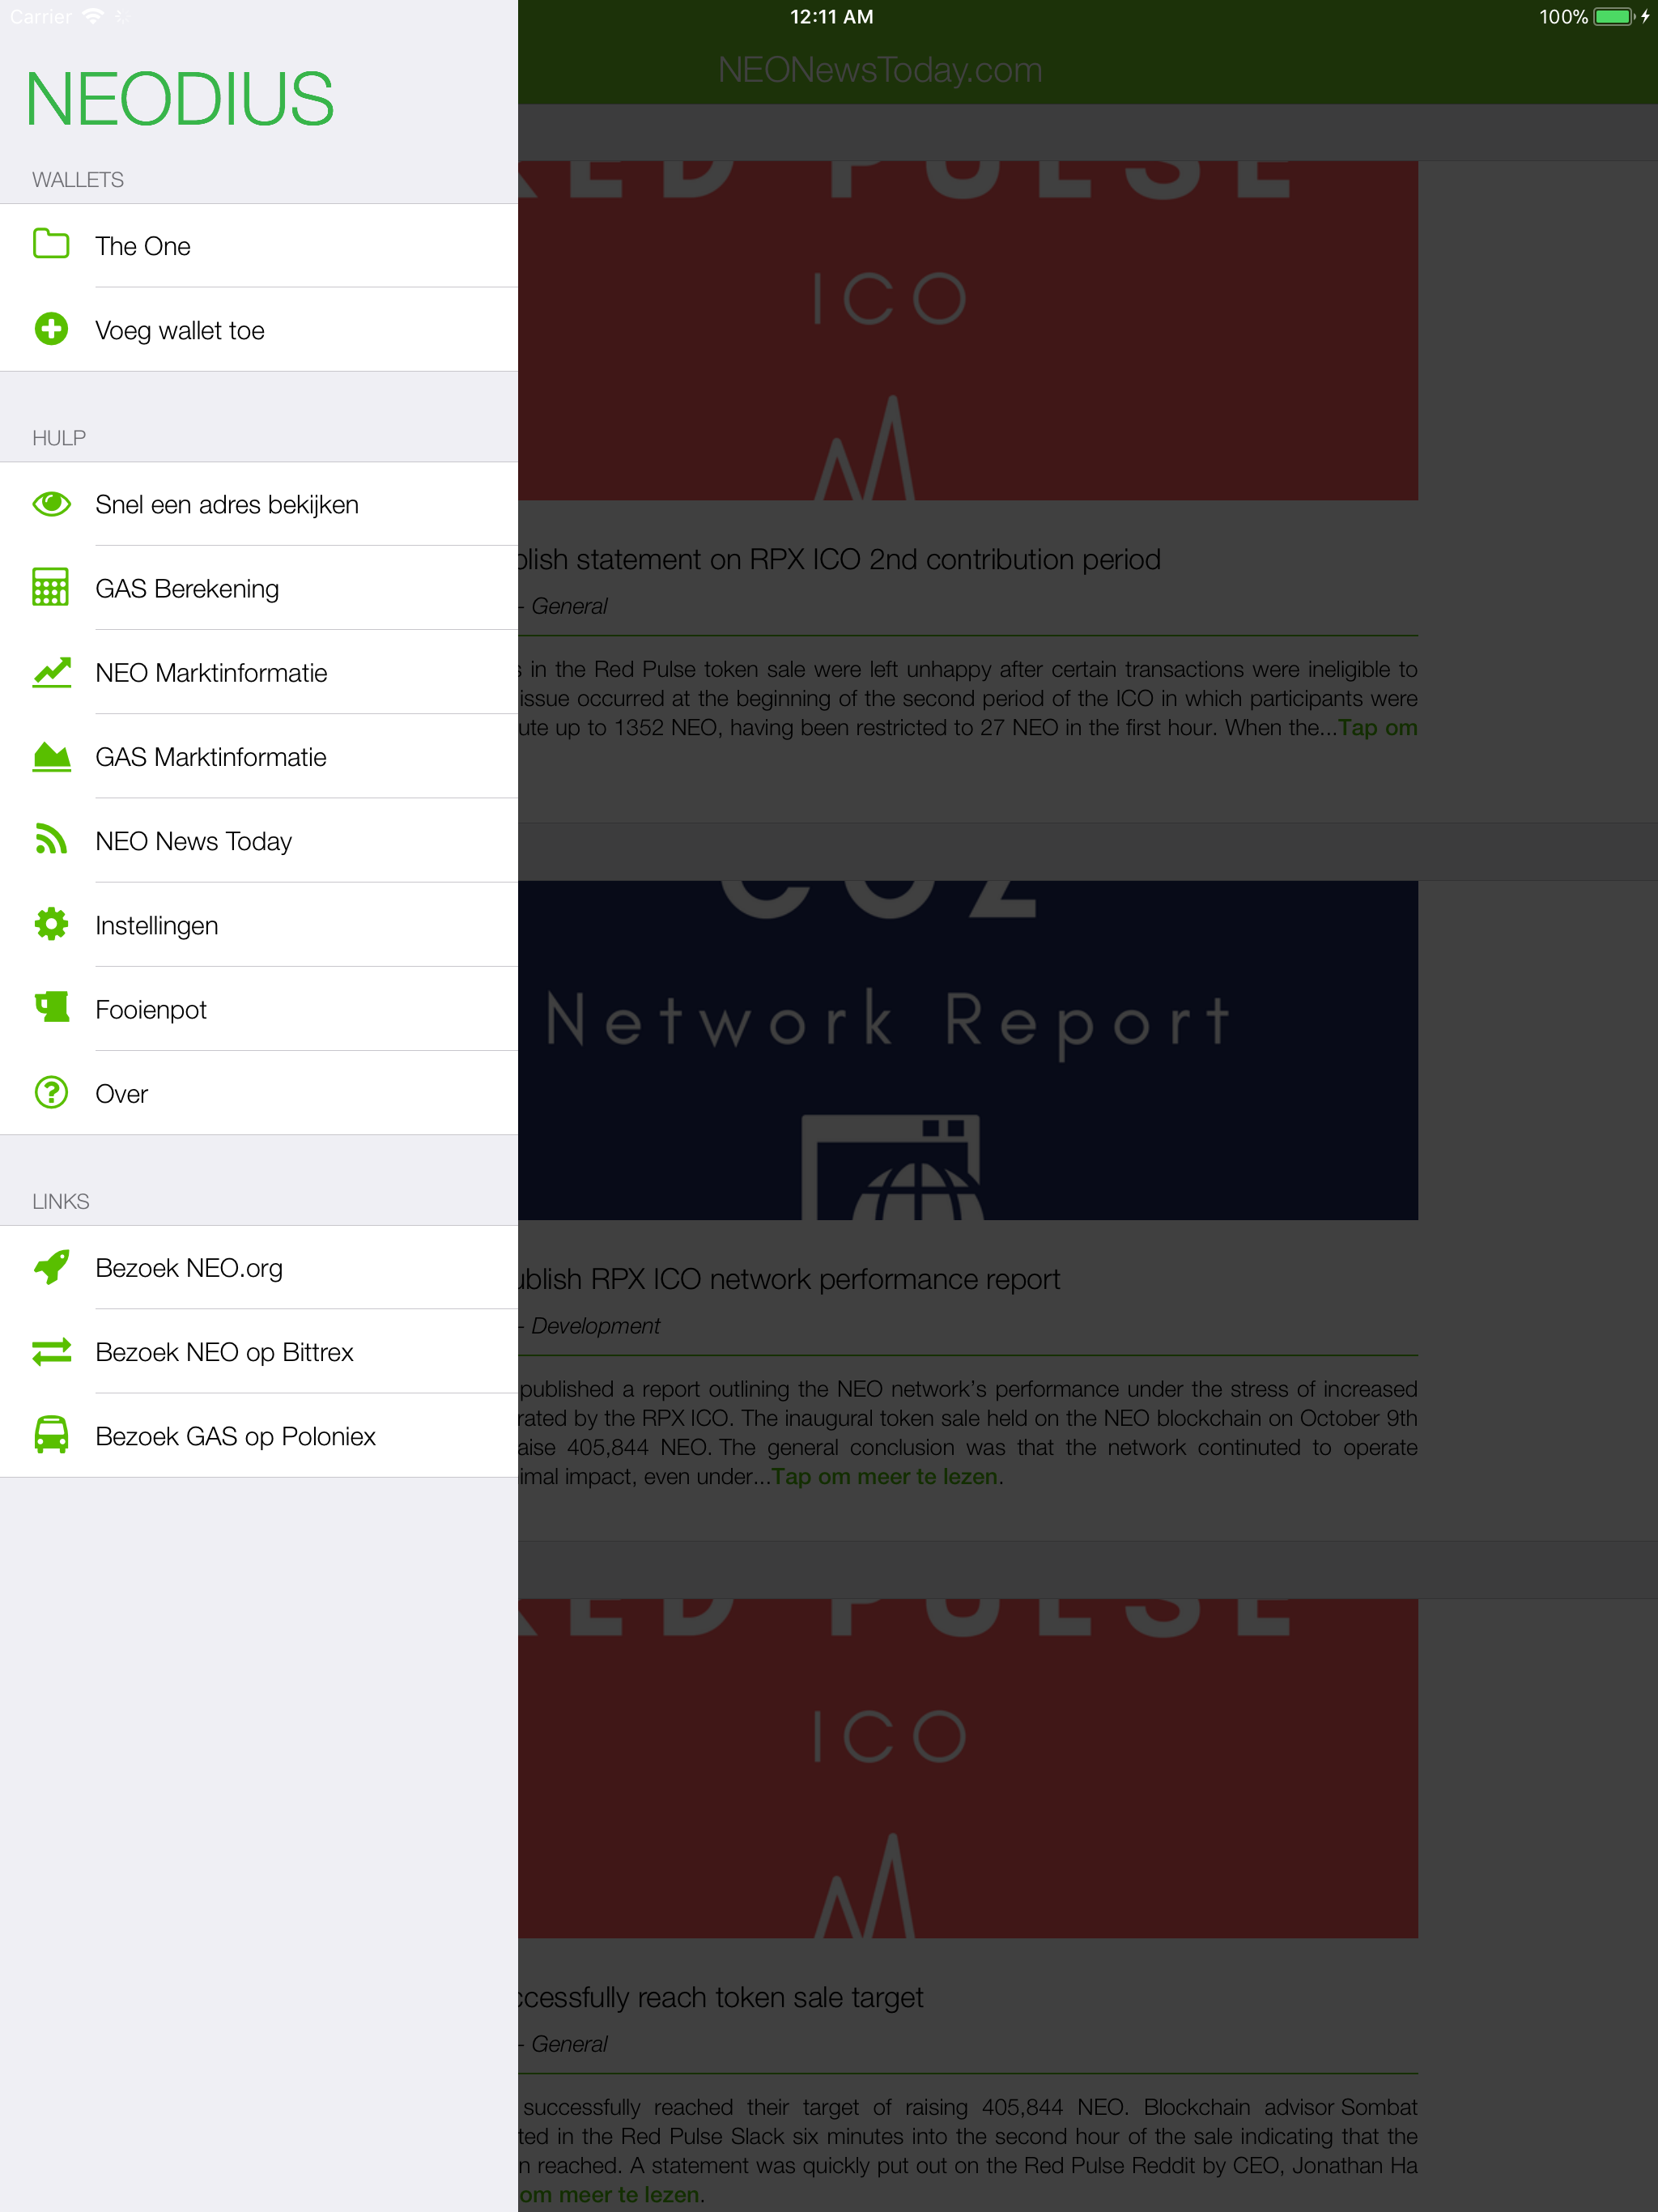 Carrier 12:11 AM 100%
NEODIUS
NEONewsToday.com
WALLETS
The One
Voeg wallet toe
HULP
Snel een adres bekijken
GAS Berekening
NEO Marktinformatie
GAS Marktinformatie
NEO News Today
Instellingen
Fooienpot
Over
LINKS
Bezoek NEO.org
Bezoek NEO op Bittrex
Bezoek GAS op Poloniex
RED PULSE
ICO
statement on RPX ICO 2nd contribution period
- General
in the Red Pulse token sale were left unhappy after certain transactions were ineligible to
issue occurred at the beginning of the second period of the ICO in which participants were
up to 1352 NEO, having been restricted to 27 NEO in the first hour. When the...Tap om
COZ
Network Report
RPX ICO network performance report
- Development
published a report outlining the NEO network’s performance under the stress of increased
by the RPX ICO. The inaugural token sale held on the NEO blockchain on October 9th
405,844 NEO. The general conclusion was that the network continuted to operate
impact, even under...Tap om meer te lezen.
RED PULSE
ICO
reach token sale target
- General
successfully reached their target of raising 405,844 NEO. Blockchain advisor Sombat
in the Red Pulse Slack six minutes into the second hour of the sale indicating that the
reached. A statement was quickly put out on the Red Pulse Reddit by CEO, Jonathan Ha
om meer te lezen.